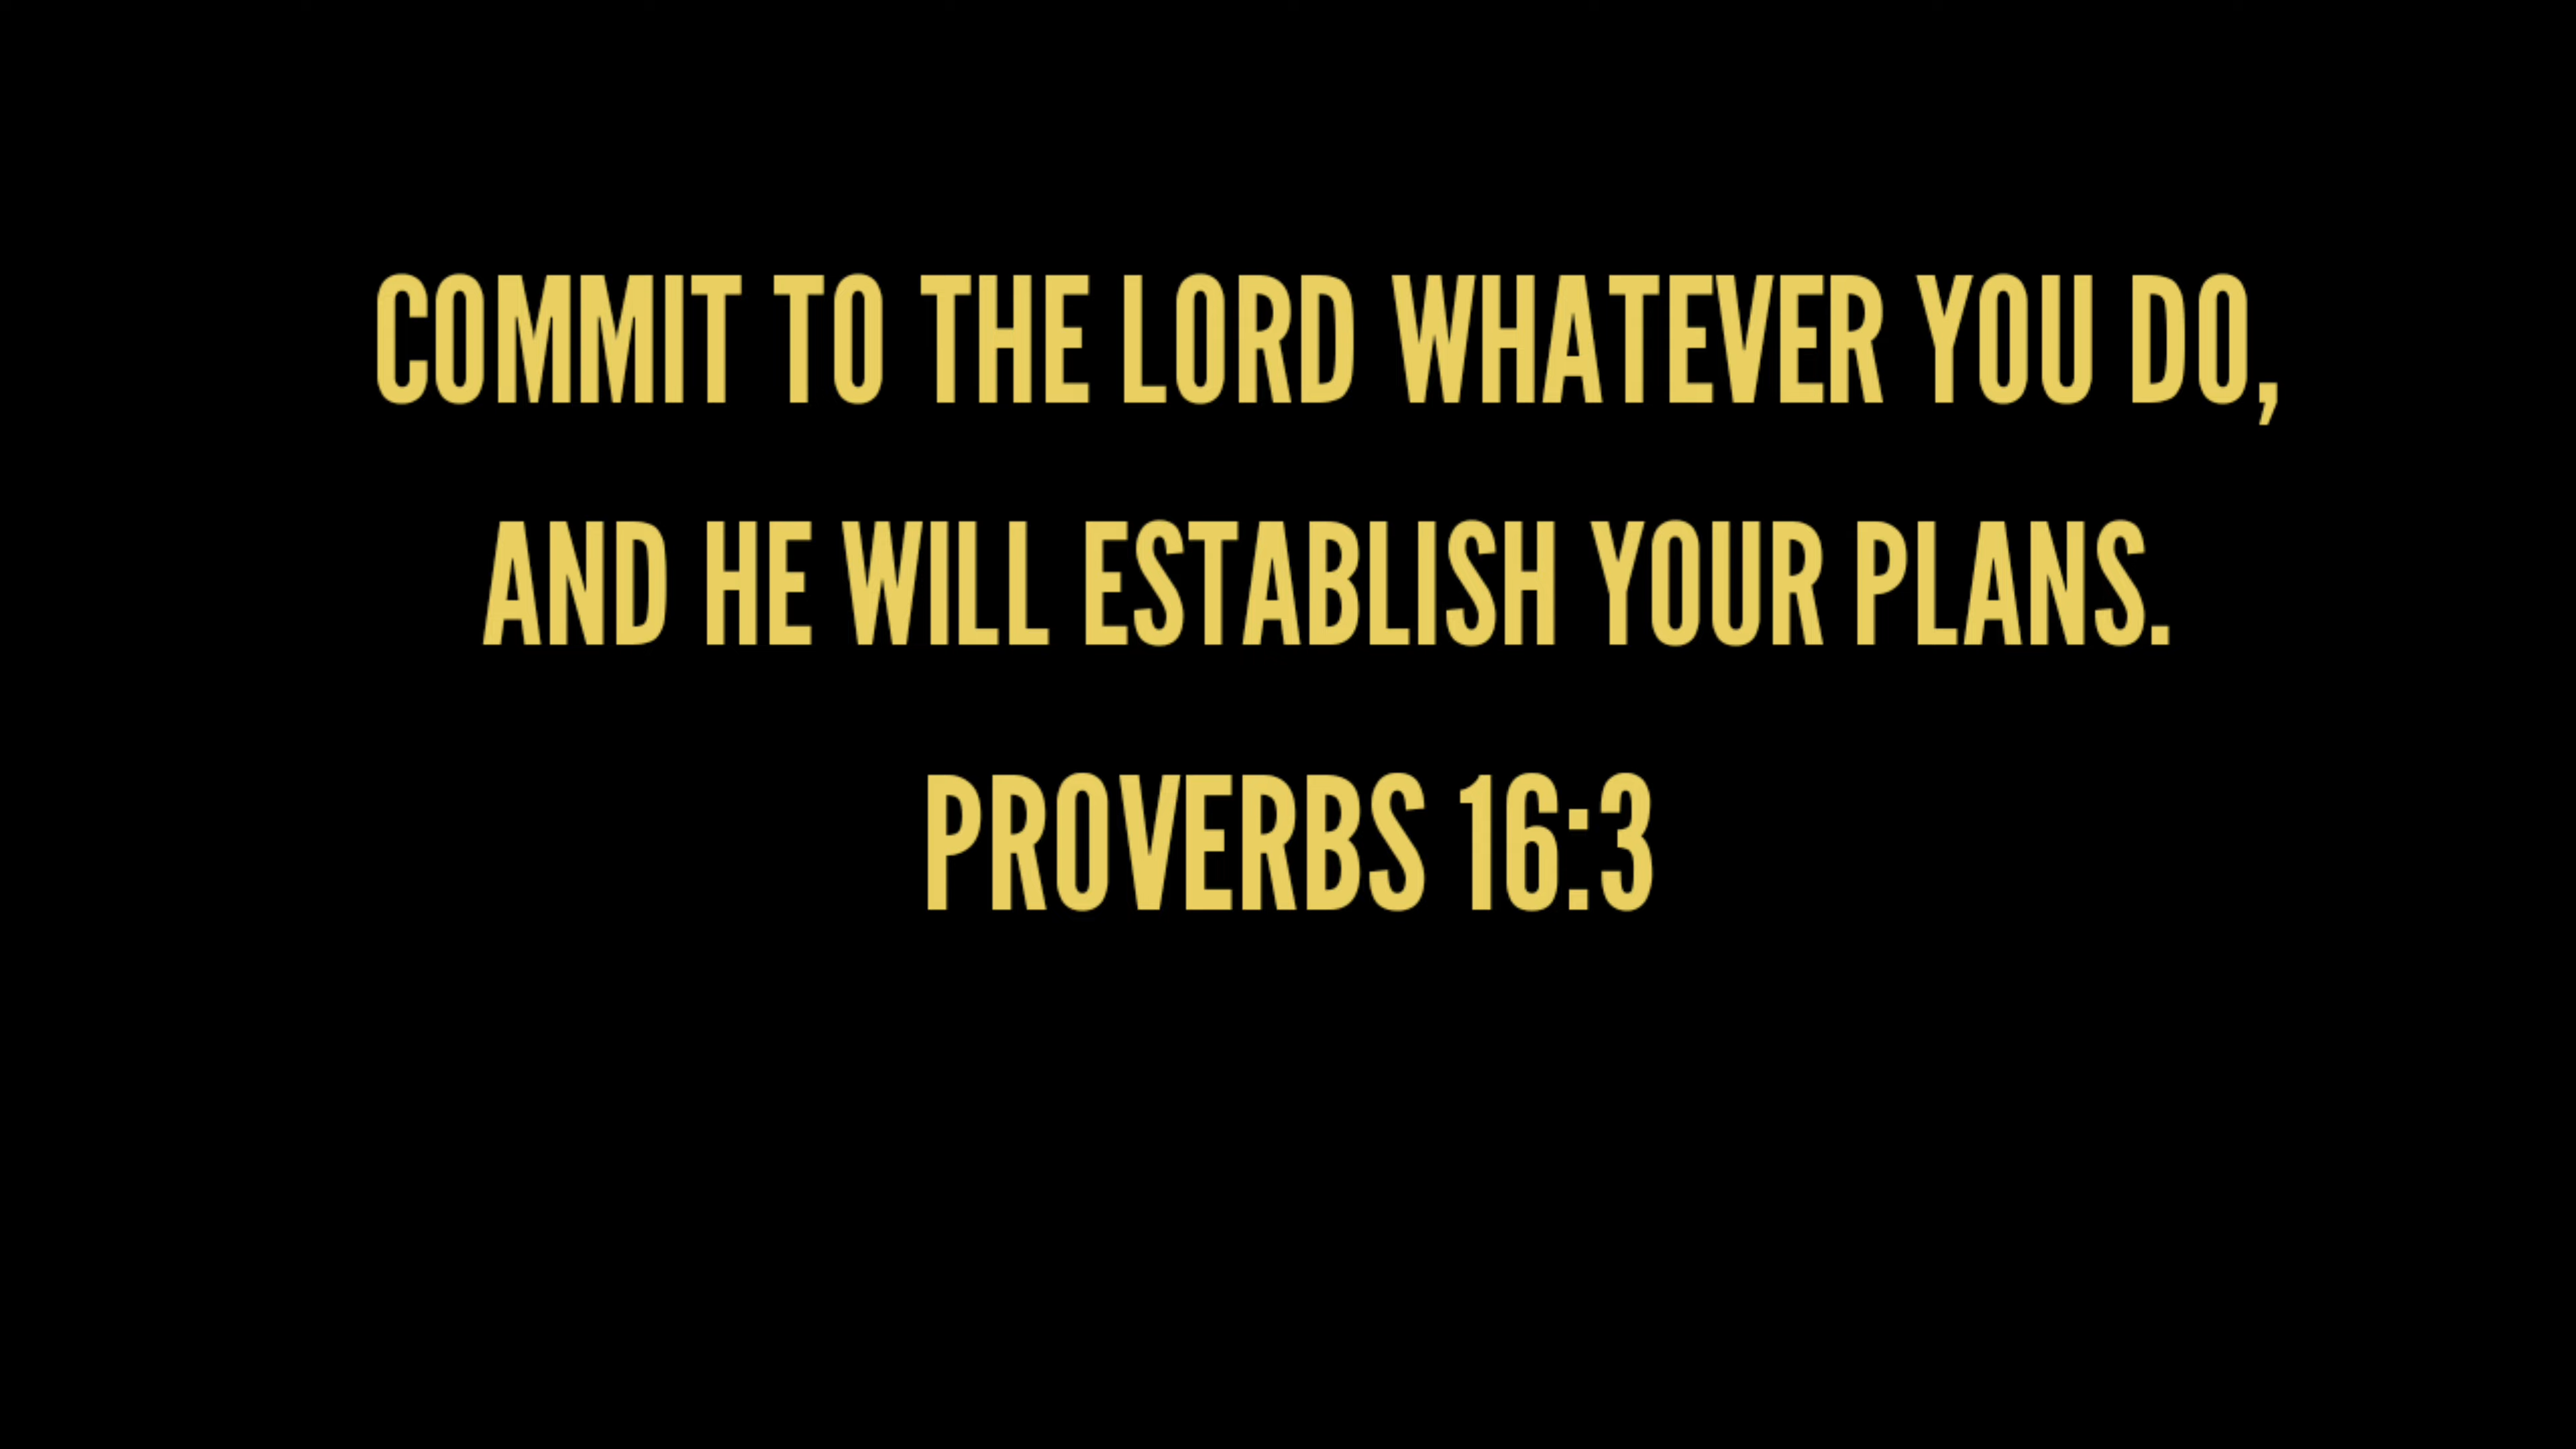 COMMIT TO THE LORD WHATEVER YOU DO,
AND HE WILL ESTABLISH YOUR PLANS.
PROVERBS 16:3